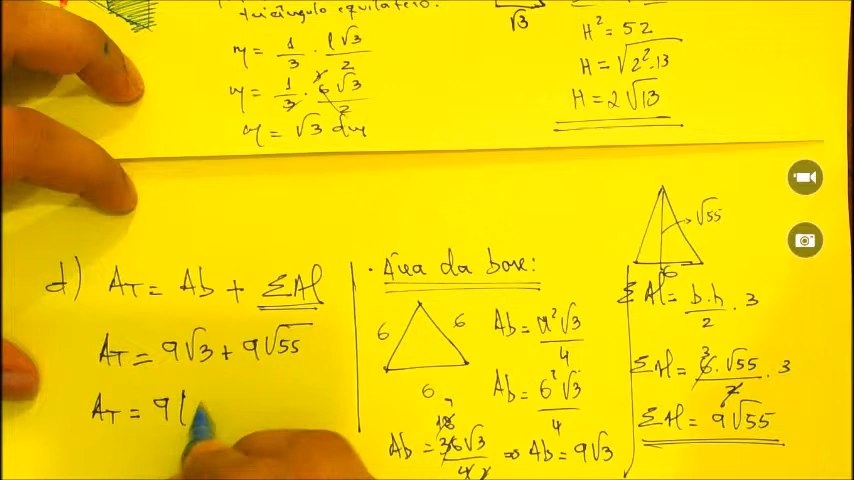 triângulo equilátero.
m = 1/3 . l√3/2
m = 1/3 . 6√3/2
m = √3 dm
√3
H² = 52
H = √2².13
H = 2√13
d) AT = Ab + ΣAl
AT = 9√3 + 9√55
AT = 9(
. Área da base:
6 6
6
Ab = l²√3/4
Ab = 6²√3/4
Ab = 36√3/4 => Ab = 9√3
√55
6
ΣAl = b.h/2 . 3
ΣAl = 6.√55/2 . 3
ΣAl = 9√55